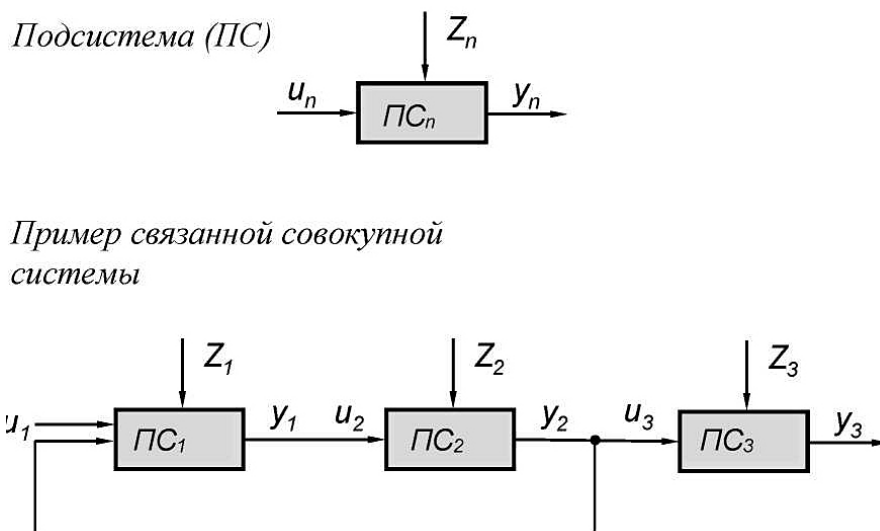 Подсистема (ПС)
Zₙ
uₙ
yₙ
ПСₙ
Пример связанной совокупной
системы
Z₁
Z₂
Z₃
u₁
y₁
u₂
y₂
u₃
y₃
ПС₁
ПС₂
ПС₃